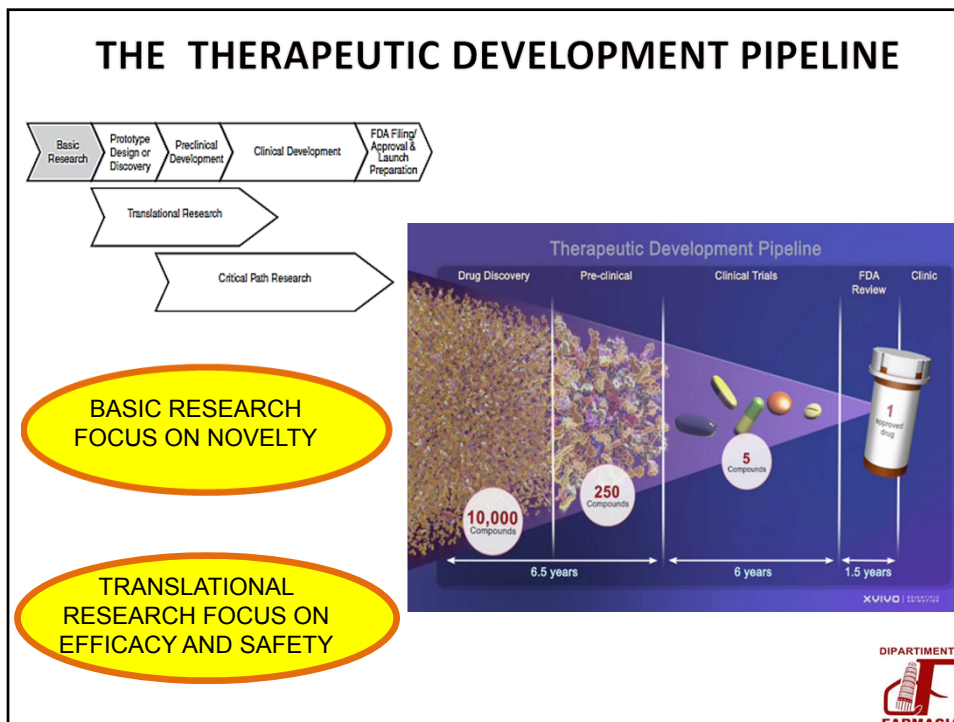 THE THERAPEUTIC DEVELOPMENT PIPELINE
Basic
Research
Prototype
Design or
Discovery
Preclinical
Development
Clinical Development
FDA Filing/
Approval &
Launch
Preparation
Translational Research
Critical Path Research
Therapeutic Development Pipeline
Drug Discovery
Pre-clinical
Clinical Trials
FDA
Review
Clinic
10,000
Compounds
250
Compounds
5
Compounds
1
approved
drug
6.5 years
6 years
1.5 years
XVIVO | SCIENTIFIC
ANIMATION
BASIC RESEARCH
FOCUS ON NOVELTY
TRANSLATIONAL
RESEARCH FOCUS ON
EFFICACY AND SAFETY
DIPARTIMENT
FARMACIA